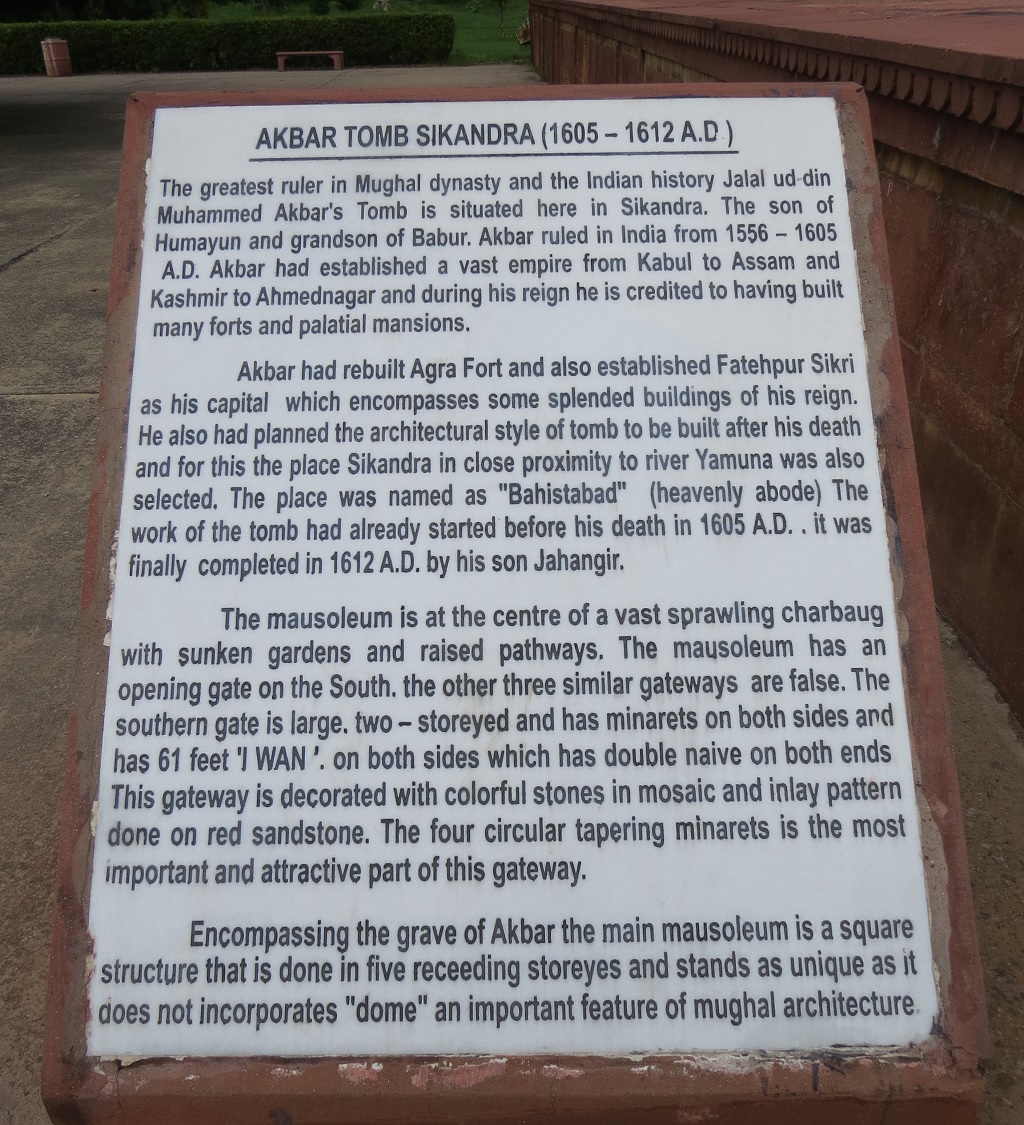 AKBAR TOMB SIKANDRA (1605 – 1612 A.D )
The greatest ruler in Mughal dynasty and the Indian history Jalal ud din
Muhammed Akbar's Tomb is situated here in Sikandra. The son of
Humayun and grandson of Babur. Akbar ruled in India from 1556 – 1605
A.D. Akbar had established a vast empire from Kabul to Assam and
Kashmir to Ahmednagar and during his reign he is credited to having built
many forts and palatial mansions.
Akbar had rebuilt Agra Fort and also established Fatehpur Sikri
as his capital which encompasses some splended buildings of his reign.
He also had planned the architectural style of tomb to be built after his death
and for this the place Sikandra in close proximity to river Yamuna was also
selected. The place was named as "Bahistabad" (heavenly abode) The
work of the tomb had already started before his death in 1605 A.D. . it was
finally completed in 1612 A.D. by his son Jahangir.
The mausoleum is at the centre of a vast sprawling charbaug
with sunken gardens and raised pathways. The mausoleum has an
opening gate on the South. the other three similar gateways are false. The
southern gate is large. two – storeyed and has minarets on both sides and
has 61 feet 'I WAN '. on both sides which has double naive on both ends
This gateway is decorated with colorful stones in mosaic and inlay pattern
done on red sandstone. The four circular tapering minarets is the most
important and attractive part of this gateway.
Encompassing the grave of Akbar the main mausoleum is a square
structure that is done in five receeding storeyes and stands as unique as it
does not incorporates "dome" an important feature of mughal architecture.